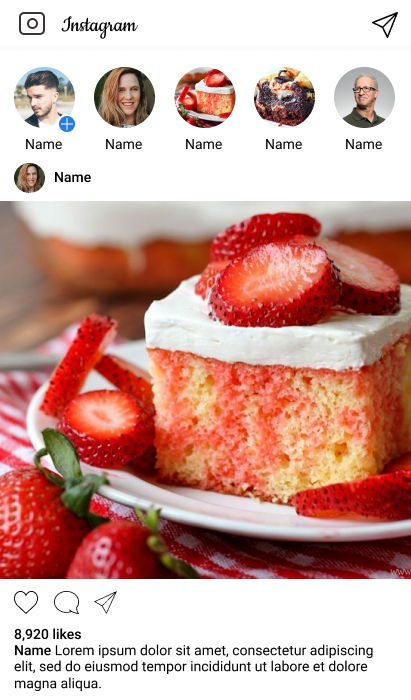 Instagram
Name Name Name Name Name
Name
www
8,920 likes
Name Lorem ipsum dolor sit amet, consectetur adipiscing
elit, sed do eiusmod tempor incididunt ut labore et dolore
magna aliqua.